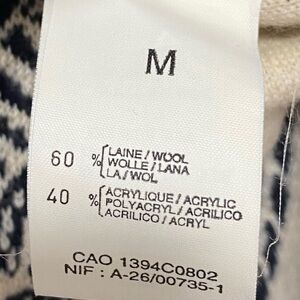 M
60 % LAINE/WOOL
WOLLE/LANA
LA/WOL
40 % ACRYLIQUE/ACRYLIC
POLYACRYL/ACRILICO
ACRILICO/ACRYL
CAO 1394C0802
NIF : A-26/00735-1